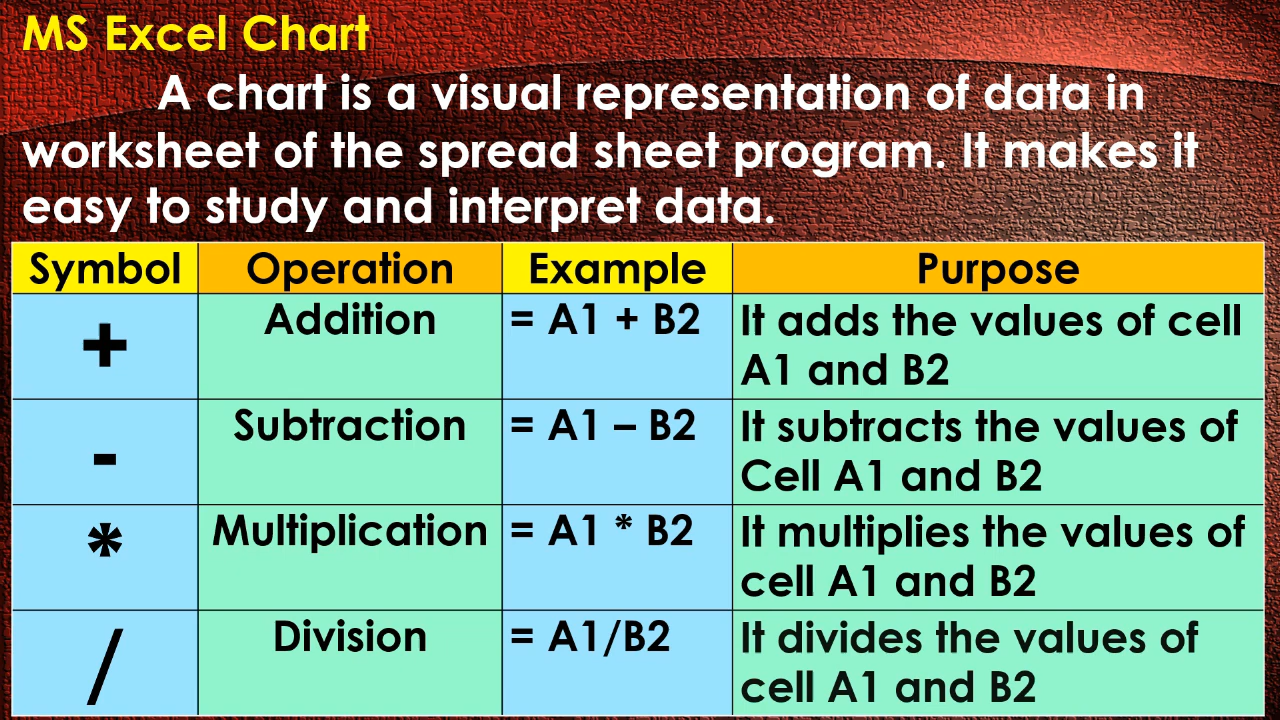 MS Excel Chart
A chart is a visual representation of data in
worksheet of the spread sheet program. It makes it
easy to study and interpret data.
Symbol Operation Example Purpose
+ Addition = A1 + B2 It adds the values of cell
A1 and B2
- Subtraction = A1 – B2 It subtracts the values of
Cell A1 and B2
* Multiplication = A1 * B2 It multiplies the values of
cell A1 and B2
/ Division = A1/B2 It divides the values of
cell A1 and B2